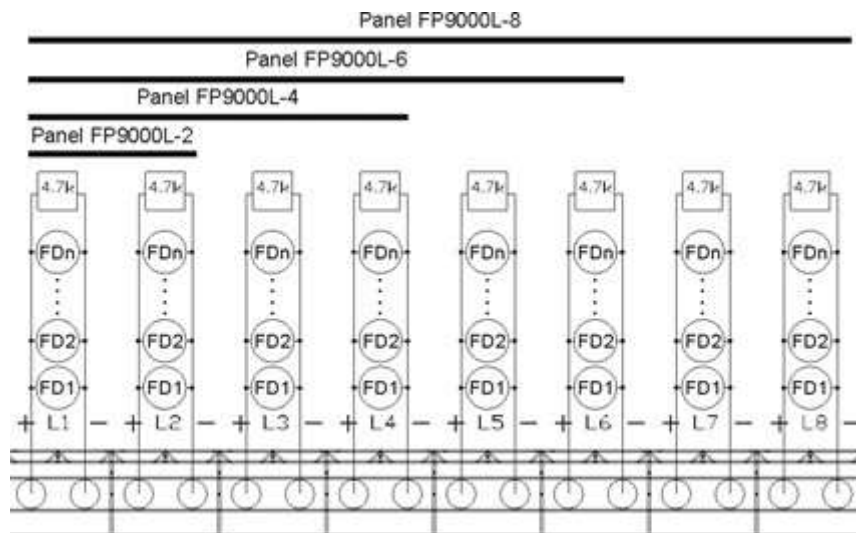 Panel FP9000L-8
Panel FP9000L-6
Panel FP9000L-4
Panel FP9000L-2
4.7k 4.7k 4.7k 4.7k 4.7k 4.7k 4.7k 4.7k
FDn FDn FDn FDn FDn FDn FDn FDn
FD2 FD2 FD2 FD2 FD2 FD2 FD2 FD2
FD1 FD1 FD1 FD1 FD1 FD1 FD1 FD1
+ L1 - + L2 - + L3 - + L4 - + L5 - + L6 - + L7 - + L8 -